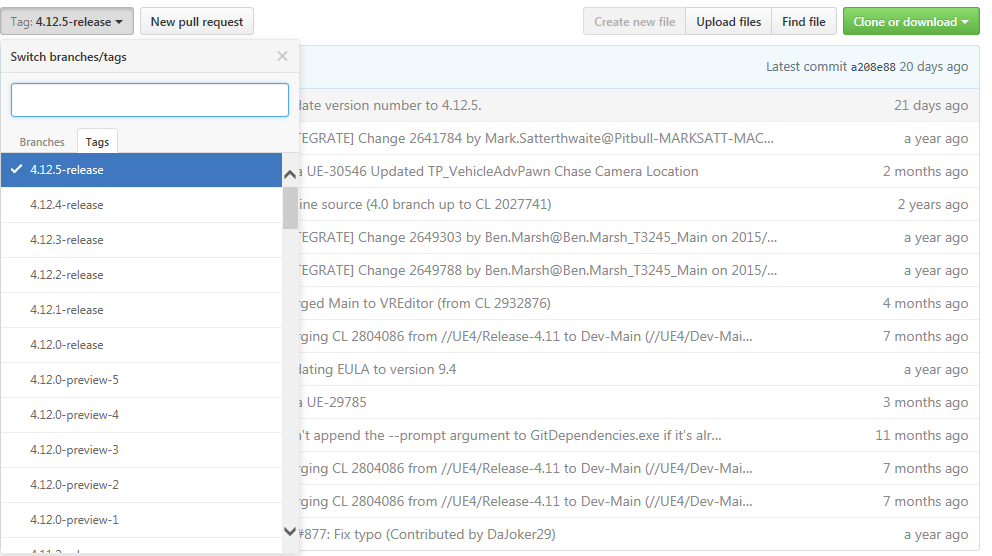 Tag: 4.12.5-release New pull request Create new file Upload files Find file Clone or download
Switch branches/tags
Latest commit a208e88 20 days ago
date version number to 4.12.5. 21 days ago
Branches Tags
TEGRATE] Change 2641784 by Mark.Satterthwaite@Pitbull-MARKSATT-MAC... a year ago
4.12.5-release
UE-30546 Updated TP_VehicleAdvPawn Chase Camera Location 2 months ago
4.12.4-release
ine source (4.0 branch up to CL 2027741) 2 years ago
4.12.3-release
TEGRATE] Change 2649303 by Ben.Marsh@Ben.Marsh_T3245_Main on 2015/... a year ago
4.12.2-release
TEGRATE] Change 2649788 by Ben.Marsh@Ben.Marsh_T3245_Main on 2015/... a year ago
4.12.1-release
rged Main to VREditor (from CL 2932876) 4 months ago
4.12.0-release
rging CL 2804086 from //UE4/Release-4.11 to Dev-Main (//UE4/Dev-Mai... 7 months ago
4.12.0-preview-5
dating EULA to version 9.4 a year ago
UE-29785 3 months ago
4.12.0-preview-4
't append the --prompt argument to GitDependencies.exe if it's alr... 11 months ago
4.12.0-preview-3
rging CL 2804086 from //UE4/Release-4.11 to Dev-Main (//UE4/Dev-Mai... 7 months ago
4.12.0-preview-2
rging CL 2804086 from //UE4/Release-4.11 to Dev-Main (//UE4/Dev-Mai... 7 months ago
4.12.0-preview-1
#877: Fix typo (Contributed by DaJoker29) a year ago